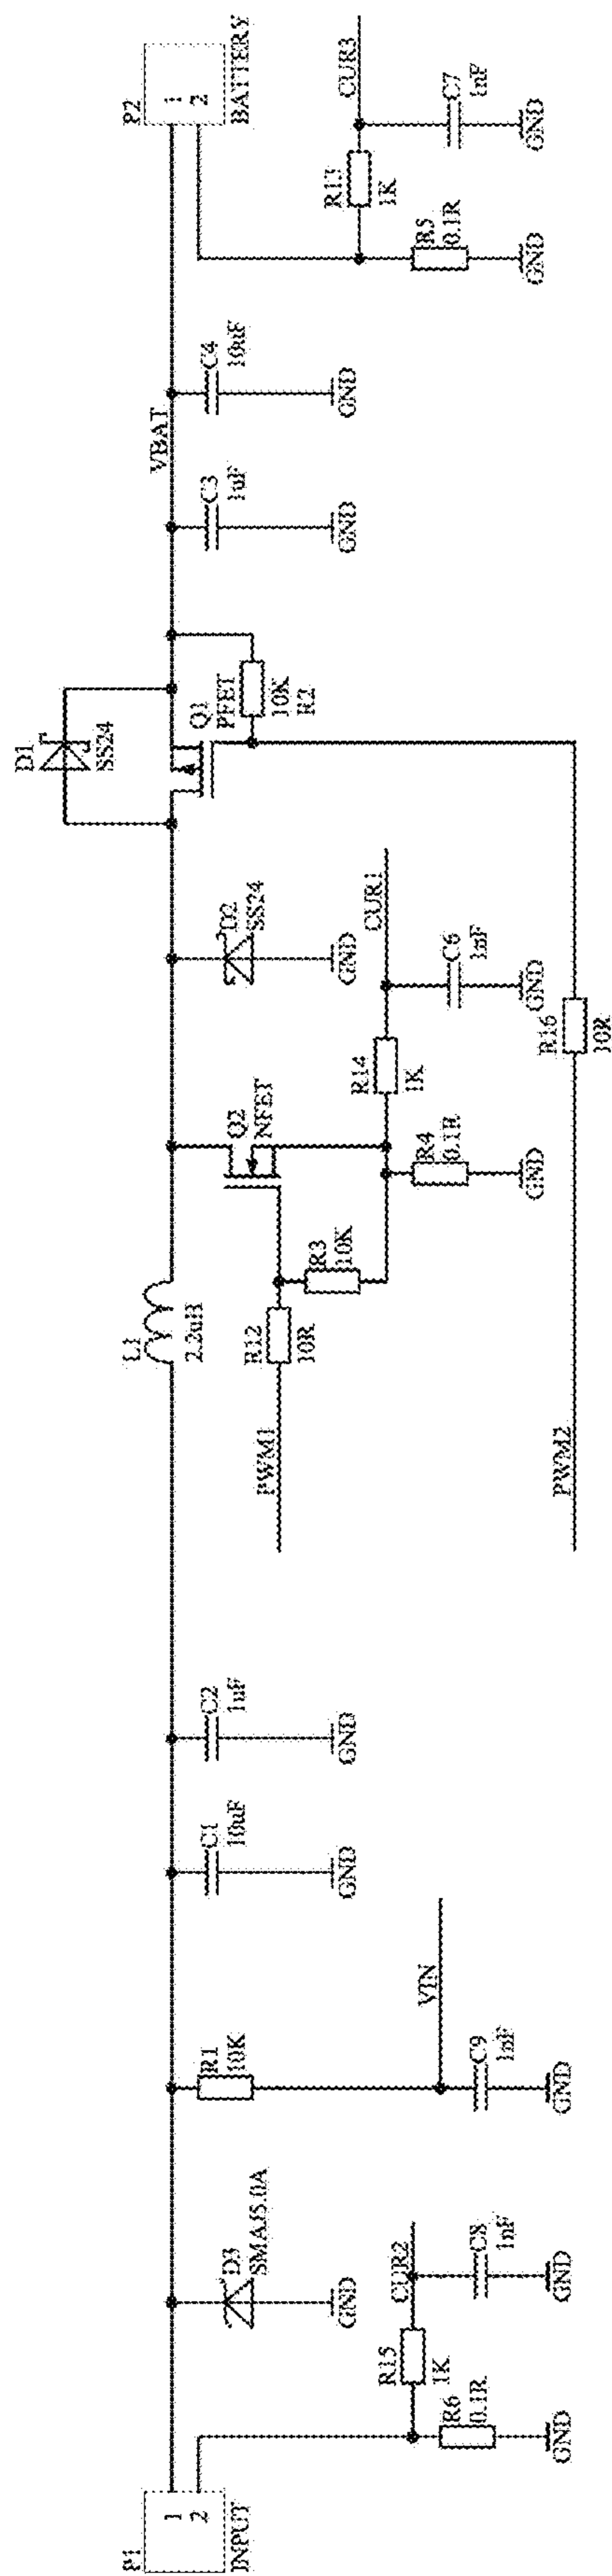 P1
1
2
INPUT
D3
SMAJ5.0A
GND
CUR2
R15
1K
R6
0.1R
GND
C8
1nF
GND
R1
10K
VIN
C9
1nF
GND
C1
10uF
GND
C2
1uF
GND
L1
2.2uH
PWM1
R12
10R
R3
10K
Q2
NFET
R14
1K
R4
0.1R
GND
CUR1
C6
1nF
GND
D2
SS24
GND
PWM2
R16
10R
D1
SS24
Q1
PFET
10K
R2
VBAT
C3
1uF
GND
C4
10uF
GND
P2
1
2
BATTERY
CUR3
R13
1K
R5
0.1R
GND
C7
1nF
GND